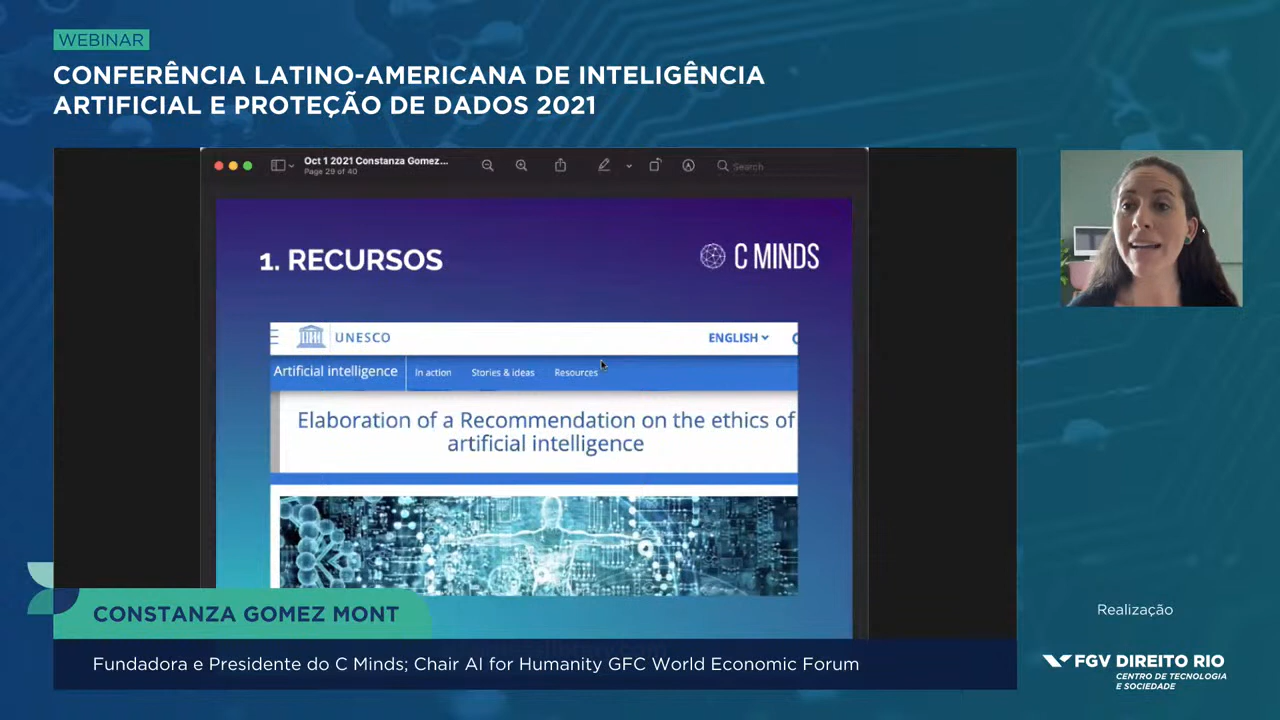 WEBINAR
CONFERÊNCIA LATINO-AMERICANA DE INTELIGÊNCIA
ARTIFICIAL E PROTEÇÃO DE DADOS 2021
Oct 1 2021 Constanza Gomez...
Page 29 of 40
Search
1. RECURSOS
C MINDS
UNESCO
ENGLISH
Artificial intelligence
In action
Stories & ideas
Resources
Elaboration of a Recommendation on the ethics of
artificial intelligence
CONSTANZA GOMEZ MONT
Fundadora e Presidente do C Minds; Chair AI for Humanity GFC World Economic Forum
Realização
FGV DIREITO RIO
CENTRO DE TECNOLOGIA
E SOCIEDADE